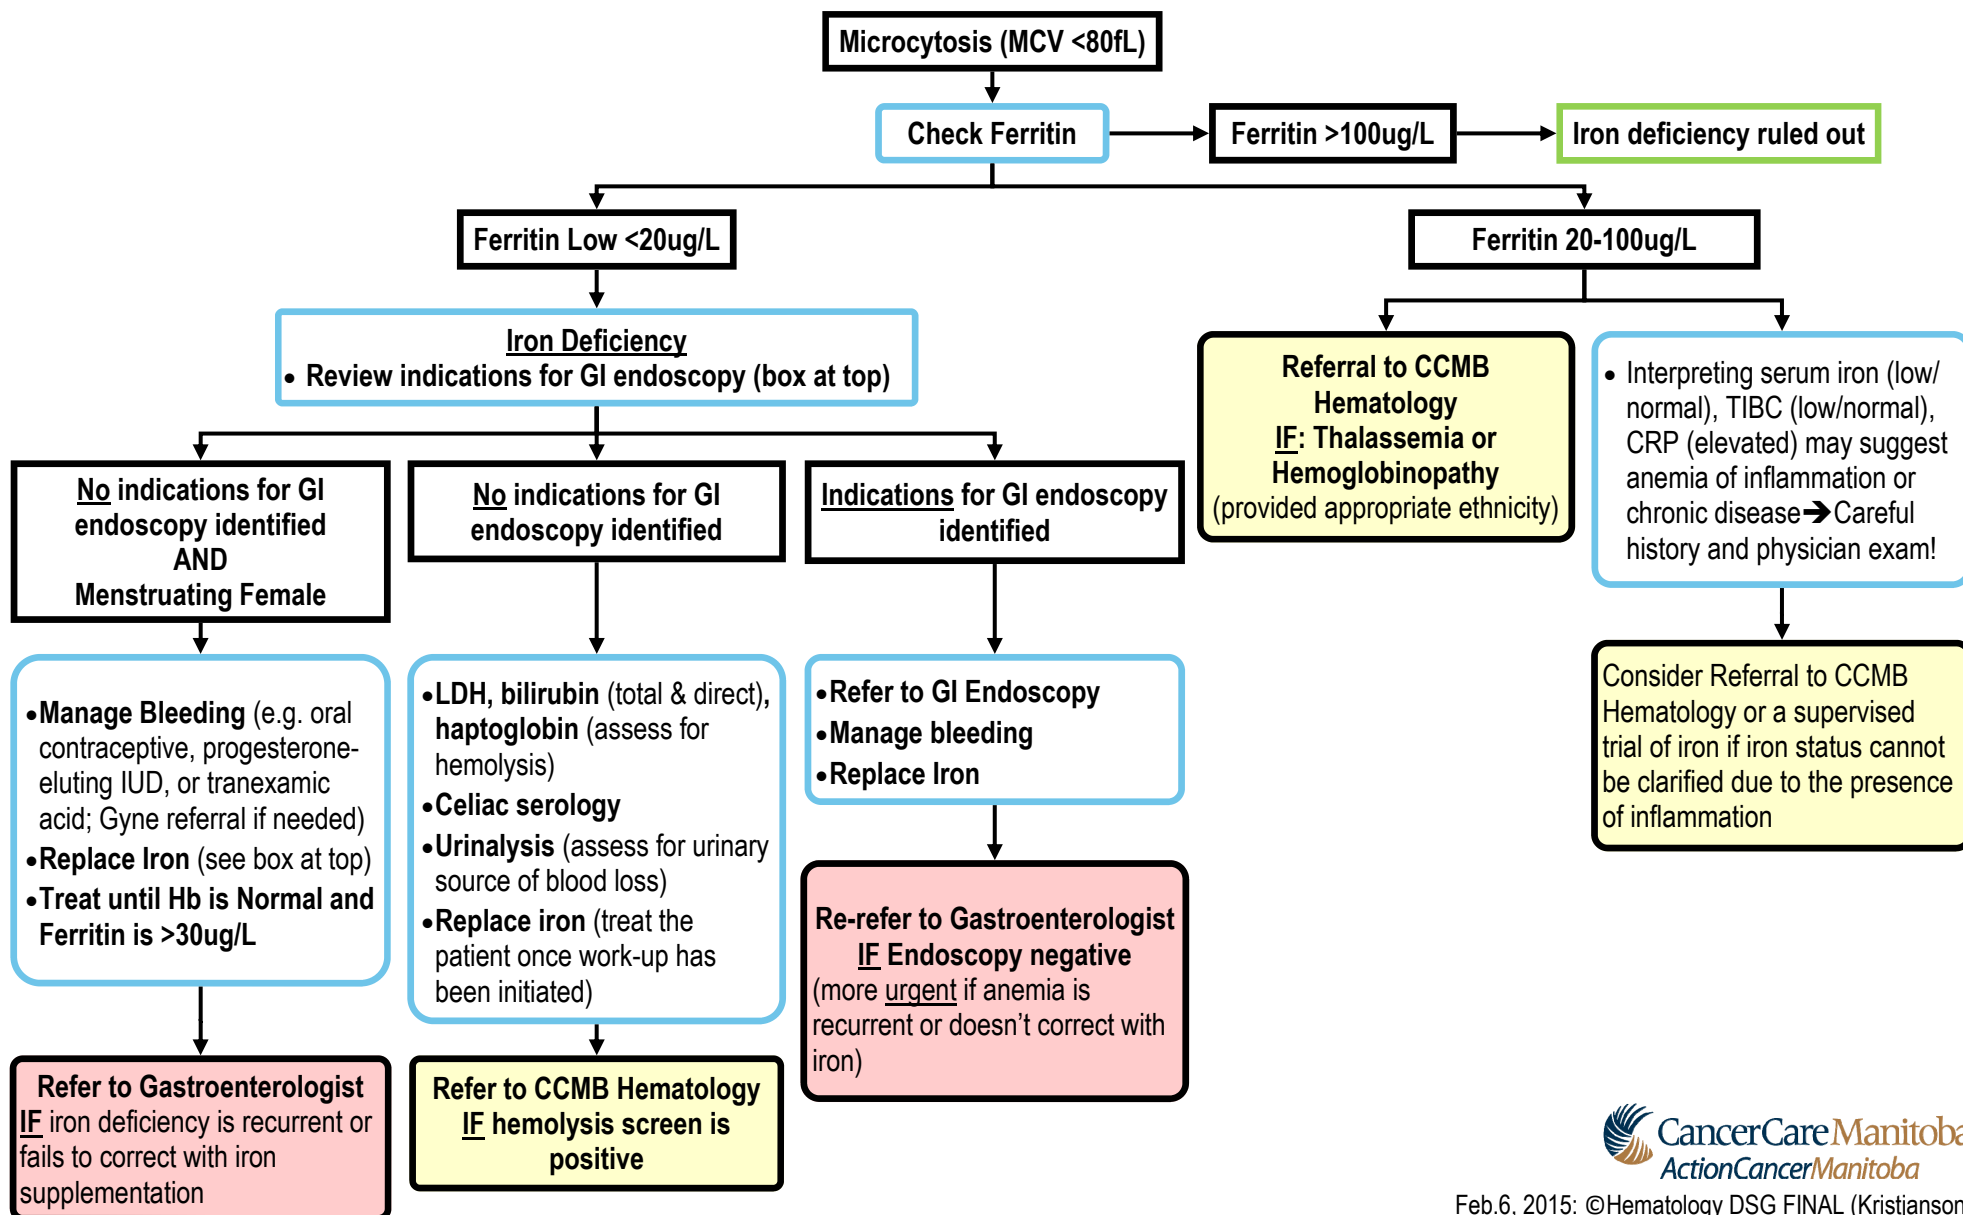 Microcytosis (MCV <80fL)
Check Ferritin
Ferritin >100ug/L
Iron deficiency ruled out
Ferritin Low <20ug/L
Ferritin 20-100ug/L
Iron Deficiency
• Review indications for GI endoscopy (box at top)
Referral to CCMB
Hematology
IF: Thalassemia or
Hemoglobinopathy
(provided appropriate ethnicity)
• Interpreting serum iron (low/
normal), TIBC (low/normal),
CRP (elevated) may suggest
anemia of inflammation or
chronic disease➔Careful
history and physician exam!
No indications for GI
endoscopy identified
AND
Menstruating Female
No indications for GI
endoscopy identified
Indications for GI endoscopy
identified
•Manage Bleeding (e.g. oral
contraceptive, progesterone-
eluting IUD, or tranexamic
acid; Gyne referral if needed)
•Replace Iron (see box at top)
•Treat until Hb is Normal and
Ferritin is >30ug/L
•LDH, bilirubin (total & direct),
haptoglobin (assess for
hemolysis)
•Celiac serology
•Urinalysis (assess for urinary
source of blood loss)
•Replace iron (treat the
patient once work-up has
been initiated)
•Refer to GI Endoscopy
•Manage bleeding
•Replace Iron
Consider Referral to CCMB
Hematology or a supervised
trial of iron if iron status cannot
be clarified due to the presence
of inflammation
Re-refer to Gastroenterologist
IF Endoscopy negative
(more urgent if anemia is
recurrent or doesn't correct with
iron)
Refer to Gastroenterologist
IF iron deficiency is recurrent or
fails to correct with iron
supplementation
Refer to CCMB Hematology
IF hemolysis screen is
positive
CancerCare Manitoba
ActionCancerManitoba
Feb.6, 2015: ©Hematology DSG FINAL (Kristjanson